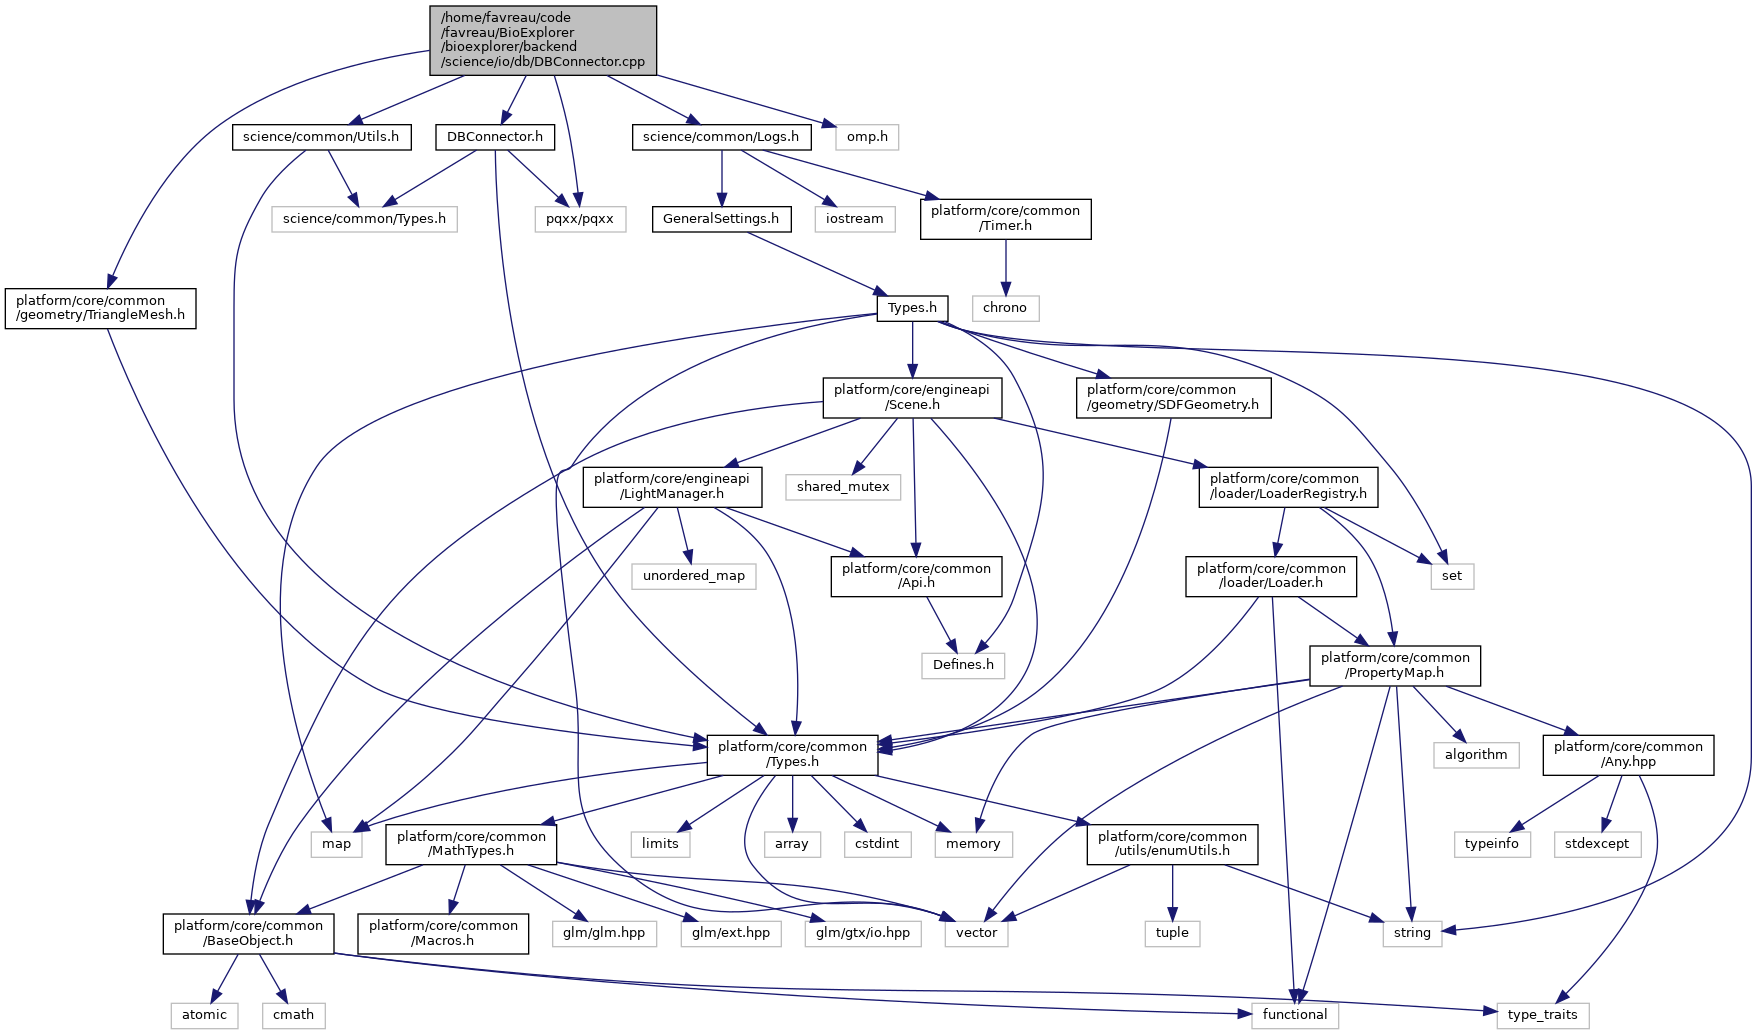 /home/favreau/code
/favreau/BioExplorer
/bioexplorer/backend
/science/io/db/DBConnector.cpp
science/common/Utils.h
DBConnector.h
science/common/Logs.h
omp.h
science/common/Types.h
pqxx/pqxx
GeneralSettings.h
iostream
platform/core/common
/Timer.h
platform/core/common
/geometry/TriangleMesh.h
Types.h
chrono
platform/core/engineapi
/Scene.h
platform/core/common
/geometry/SDFGeometry.h
platform/core/engineapi
/LightManager.h
shared_mutex
platform/core/common
/loader/LoaderRegistry.h
unordered_map
platform/core/common
/Api.h
platform/core/common
/loader/Loader.h
set
Defines.h
platform/core/common
/PropertyMap.h
platform/core/common
/Types.h
algorithm
platform/core/common
/Any.hpp
map
platform/core/common
/MathTypes.h
limits
array
cstdint
memory
platform/core/common
/utils/enumUtils.h
typeinfo
stdexcept
platform/core/common
/BaseObject.h
platform/core/common
/Macros.h
glm/glm.hpp
glm/ext.hpp
glm/gtx/io.hpp
vector
tuple
string
atomic
cmath
functional
type_traits